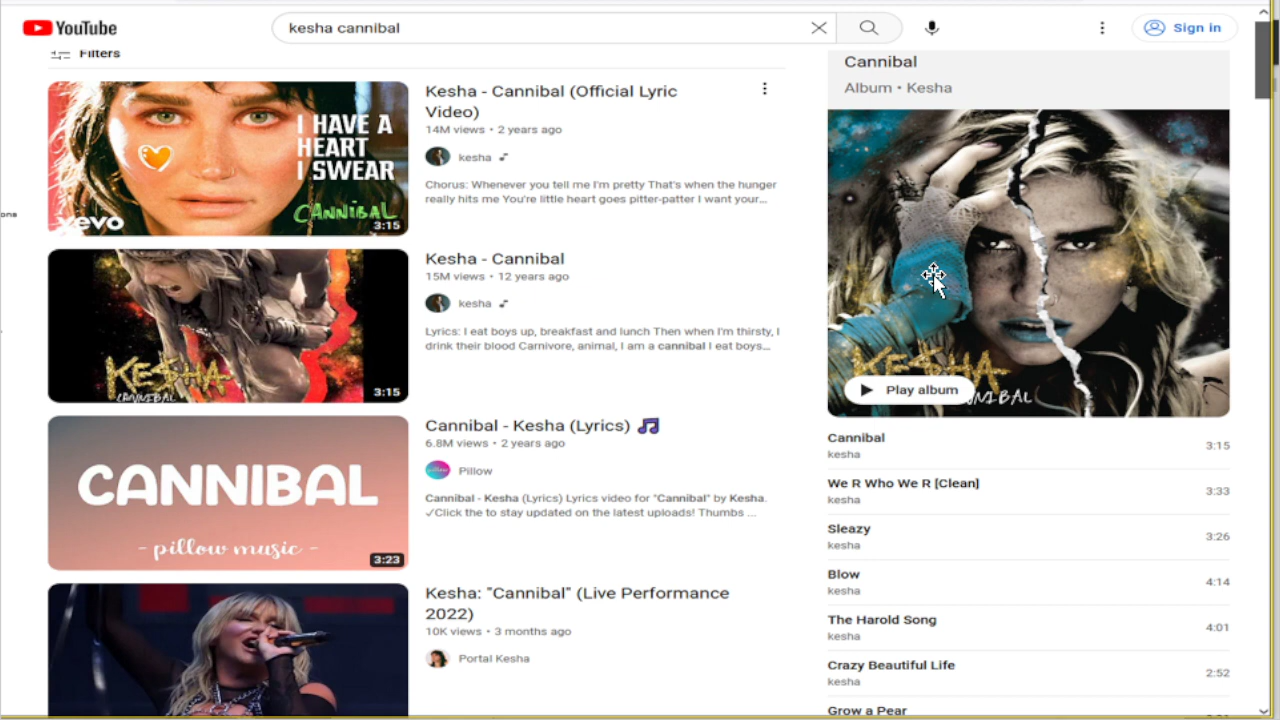 YouTube
kesha cannibal
Sign in
Filters
ons
I HAVE A
HEART
I SWEAR
CANNIBAL
vevo
3:15
Kesha - Cannibal (Official Lyric
Video)
14M views • 2 years ago
kesha
Chorus: Whenever you tell me I'm pretty That's when the hunger
really hits me You're little heart goes pitter-patter I want your...
KE$HA
CANNIBAL
3:15
Kesha - Cannibal
15M views • 12 years ago
kesha
Lyrics: I eat boys up, breakfast and lunch Then when I'm thirsty, I
drink their blood Carnivore, animal, I am a cannibal I eat boys...
CANNIBAL
- pillow music -
3:23
Cannibal - Kesha (Lyrics) 🎵
6.8M views • 2 years ago
pillow
Pillow
Cannibal - Kesha (Lyrics) Lyrics video for "Cannibal" by Kesha.
✓Click the to stay updated on the latest uploads! Thumbs ...
Kesha: "Cannibal" (Live Performance
2022)
10K views • 3 months ago
Portal Kesha
Cannibal
Album • Kesha
KE$HA
NNIBAL
Play album
Cannibal
kesha
3:15
We R Who We R [Clean]
kesha
3:33
Sleazy
kesha
3:26
Blow
kesha
4:14
The Harold Song
kesha
4:01
Crazy Beautiful Life
kesha
2:52
Grow a Pear